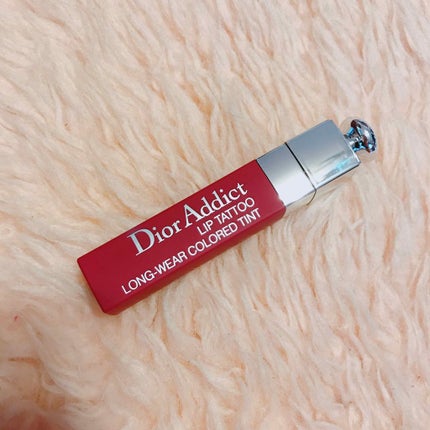 Dior Addict
LIP TATTOO
LONG-WEAR COLORED TINT